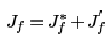 J_f = J_f^* + J_f^'